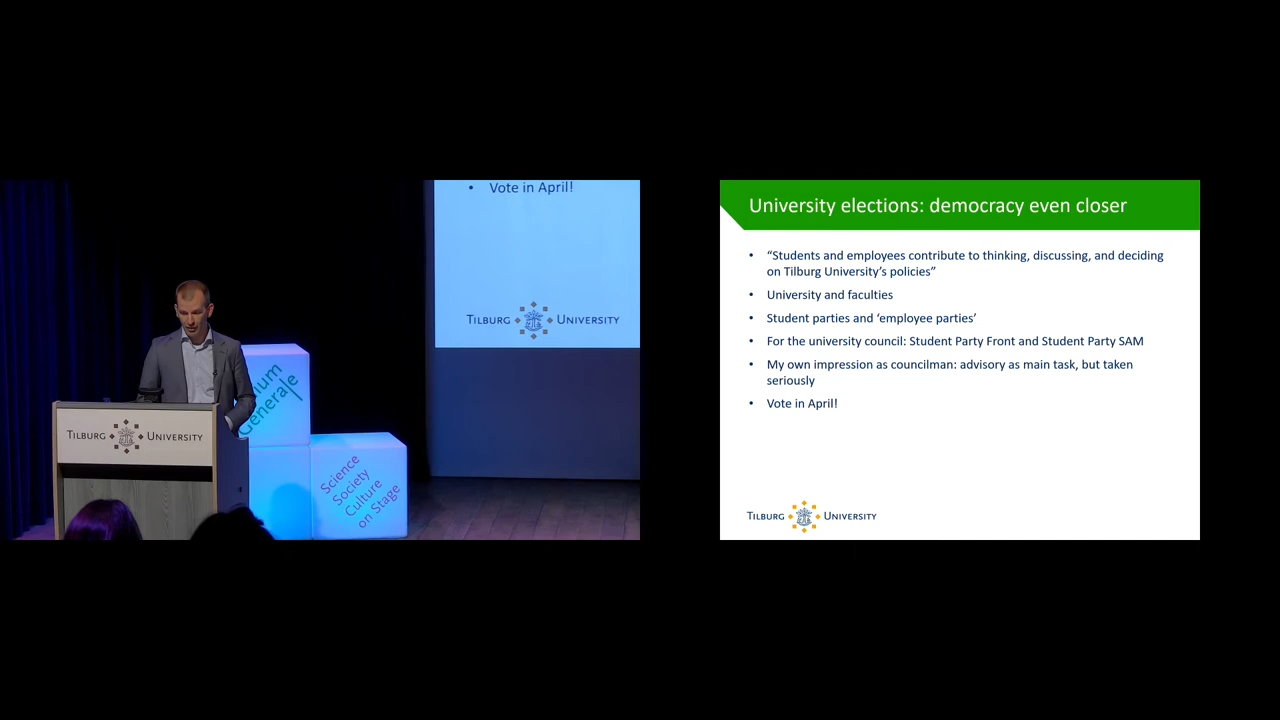 • Vote in April!
TILBURG UNIVERSITY
ium
Generale
TILBURG UNIVERSITY
Science
Society
Culture
on Stage
University elections: democracy even closer
• “Students and employees contribute to thinking, discussing, and deciding
on Tilburg University’s policies”
• University and faculties
• Student parties and ‘employee parties’
• For the university council: Student Party Front and Student Party SAM
• My own impression as councilman: advisory as main task, but taken
seriously
• Vote in April!
TILBURG UNIVERSITY